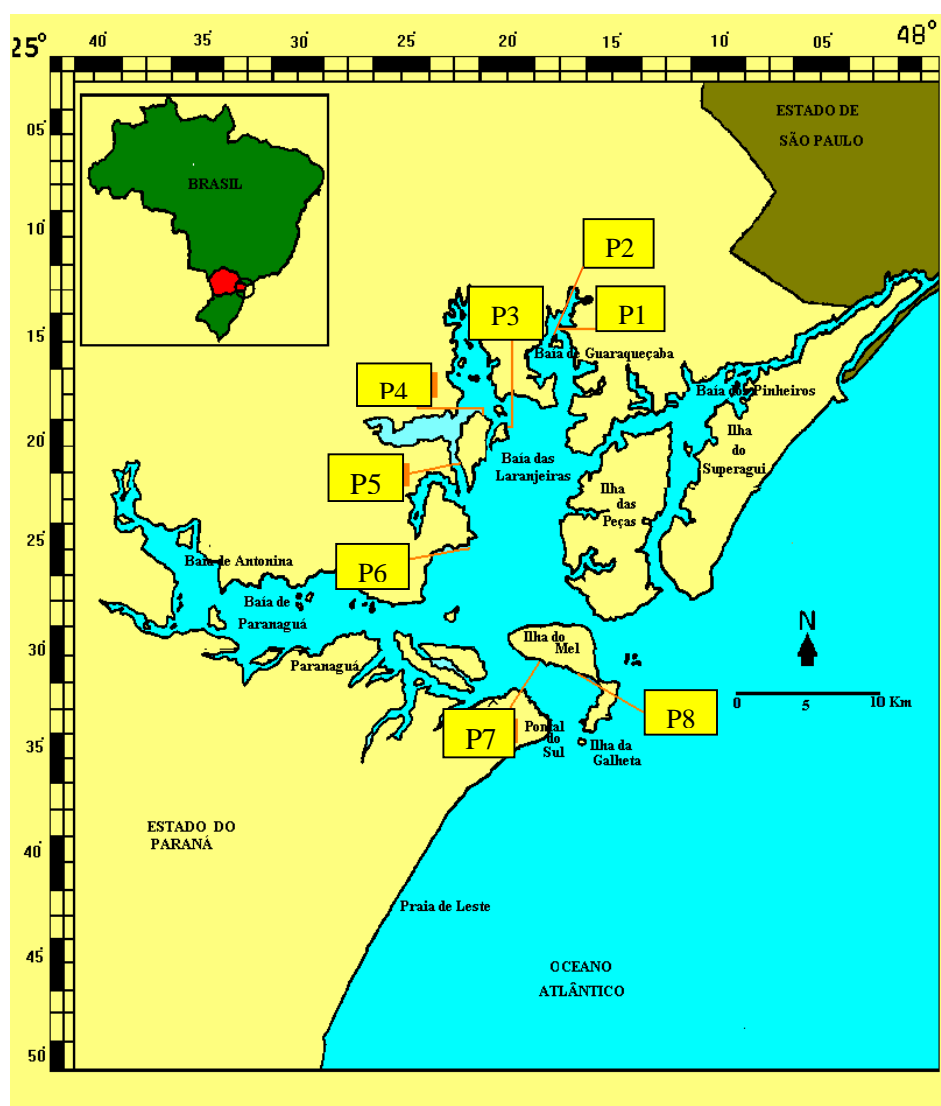 25°
40'
35'
30'
25'
20'
15'
10'
05'
48°
05'
10'
15'
20'
25'
30'
35'
40'
45'
50'
BRASIL
ESTADO DE
SÃO PAULO
P2
P3
P1
Baía de Guaraqueçaba
P4
Baía dos Pinheiros
Ilha
do
Superagui
Baía das
Laranjeiras
P5
Ilha
das
Peças
Baía de Antonina
P6
Baía de
Paranaguá
N
Ilha do
Mel
Paranaguá
0 5 10 Km
P8
P7
Pontal
do
Sul
Ilha da
Galheta
ESTADO DO
PARANÁ
Praia de Leste
OCEANO
ATLÂNTICO